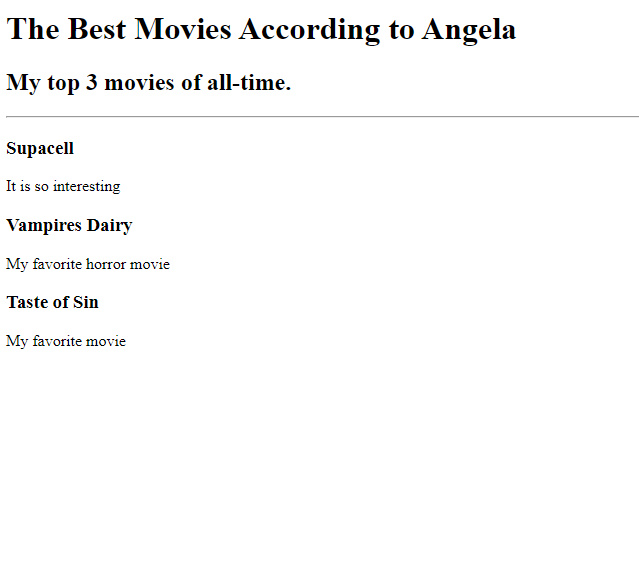 The Best Movies According to Angela
My top 3 movies of all-time.
Supacell
It is so interesting
Vampires Dairy
My favorite horror movie
Taste of Sin
My favorite movie